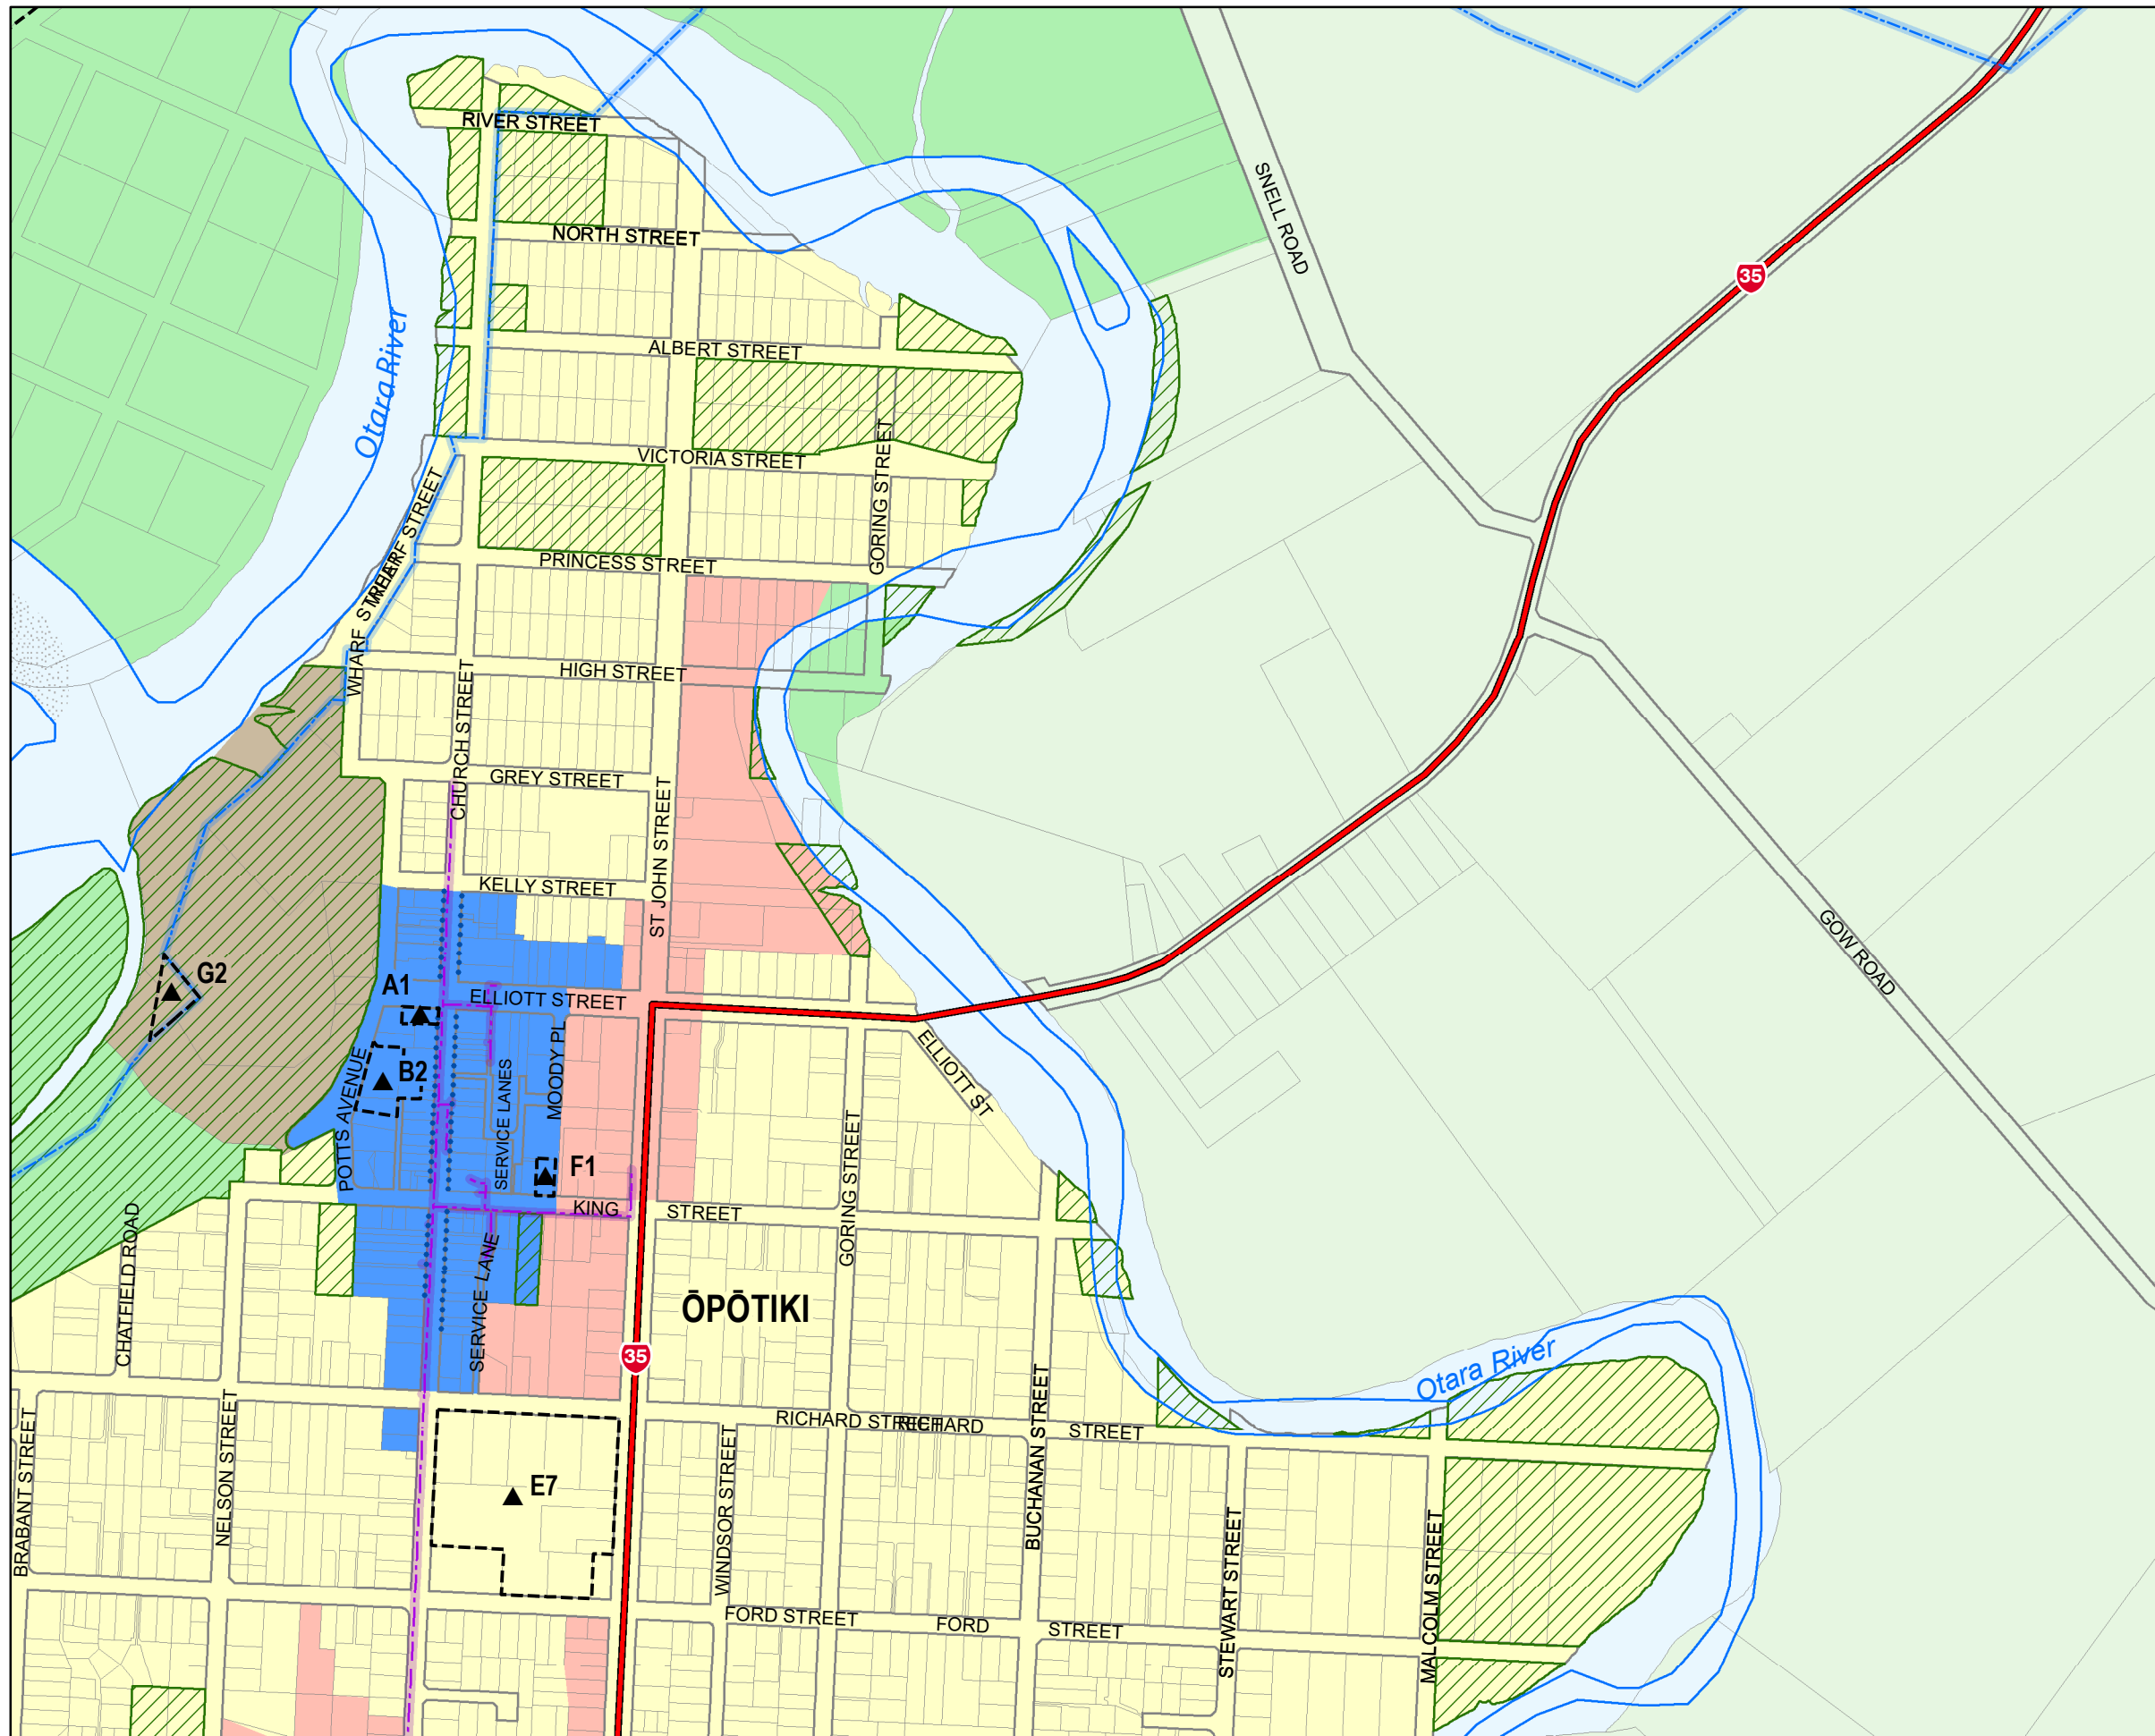 RIVER STREET
SNELL ROAD
NORTH STREET
35
Otara River
ALBERT STREET
VICTORIA STREET
GORING STREET
WHARF STREET
PRINCESS STREET
WHARF STREET
HIGH STREET
CHURCH STREET
GREY STREET
ST JOHN STREET
KELLY STREET
GOW ROAD
G2
A1
ELLIOTT STREET
MOODY PL
ELLIOTT ST
B2
POTTS AVENUE
SERVICE LANES
GORING STREET
F1
KING
STREET
CHATFIELD ROAD
SERVICE LANE
ŌPŌTIKI
35
Otara River
RICHARD STREET
RICHARD
STREET
BUCHANAN STREET
BRABANT STREET
NELSON STREET
E7
WINDSOR STREET
STEWART STREET
MALCOLM STREET
FORD STREET
FORD
STREET